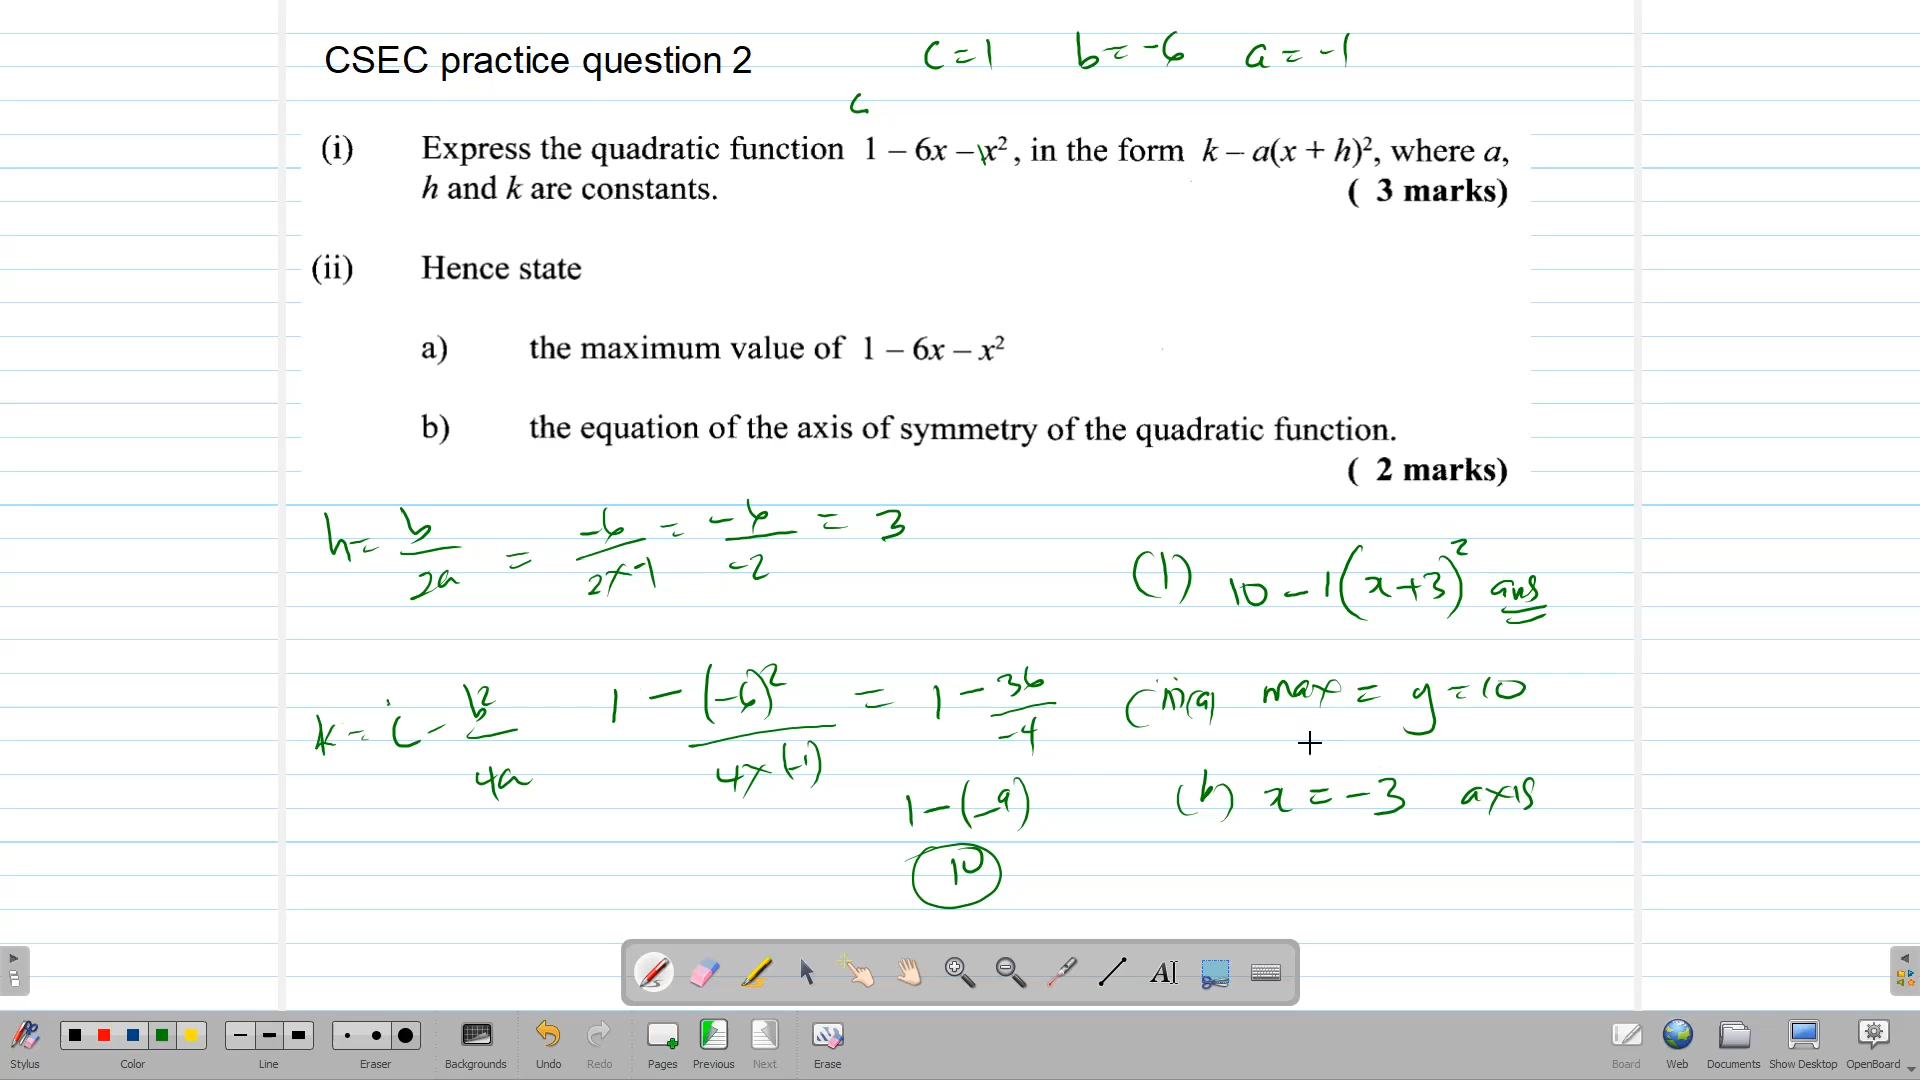 CSEC practice question 2
c = 1 b = -6 a = -1
c
(i) Express the quadratic function 1 – 6x – x², in the form k – a(x + h)², where a,
h and k are constants. ( 3 marks)
(ii) Hence state
a) the maximum value of 1 – 6x – x²
b) the equation of the axis of symmetry of the quadratic function.
( 2 marks)
h = b/2a = -6/2x-1 = -6/-2 = 3
(1) 10 - 1(x+3)² ans
k = c - b²/4a 1 - (-6)²/4x(-1) = 1 - 36/-4
1 - (-9)
10
(ii)(a) max = y = 10
(b) x = -3 axis
Stylus Color Line Eraser Backgrounds Undo Redo Pages Previous Next Erase Board Web Documents Show Desktop OpenBoard